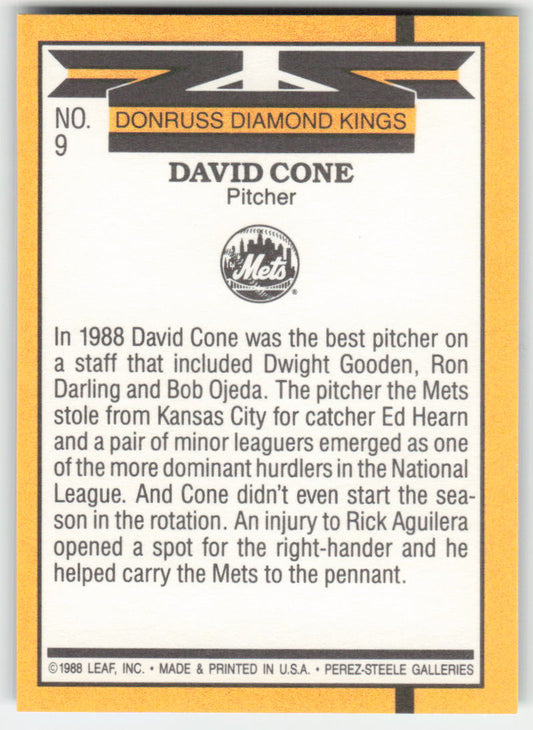 NO.
9
DONRUSS DIAMOND KINGS
DAVID CONE
Pitcher
Mets
®
In 1988 David Cone was the best pitcher on
a staff that included Dwight Gooden, Ron
Darling and Bob Ojeda. The pitcher the Mets
stole from Kansas City for catcher Ed Hearn
and a pair of minor leaguers emerged as one
of the more dominant hurdlers in the National
League. And Cone didn't even start the sea-
son in the rotation. An injury to Rick Aguilera
opened a spot for the right-hander and he
helped carry the Mets to the pennant.
©1988 LEAF, INC. • MADE & PRINTED IN U.S.A. • PEREZ-STEELE GALLERIES